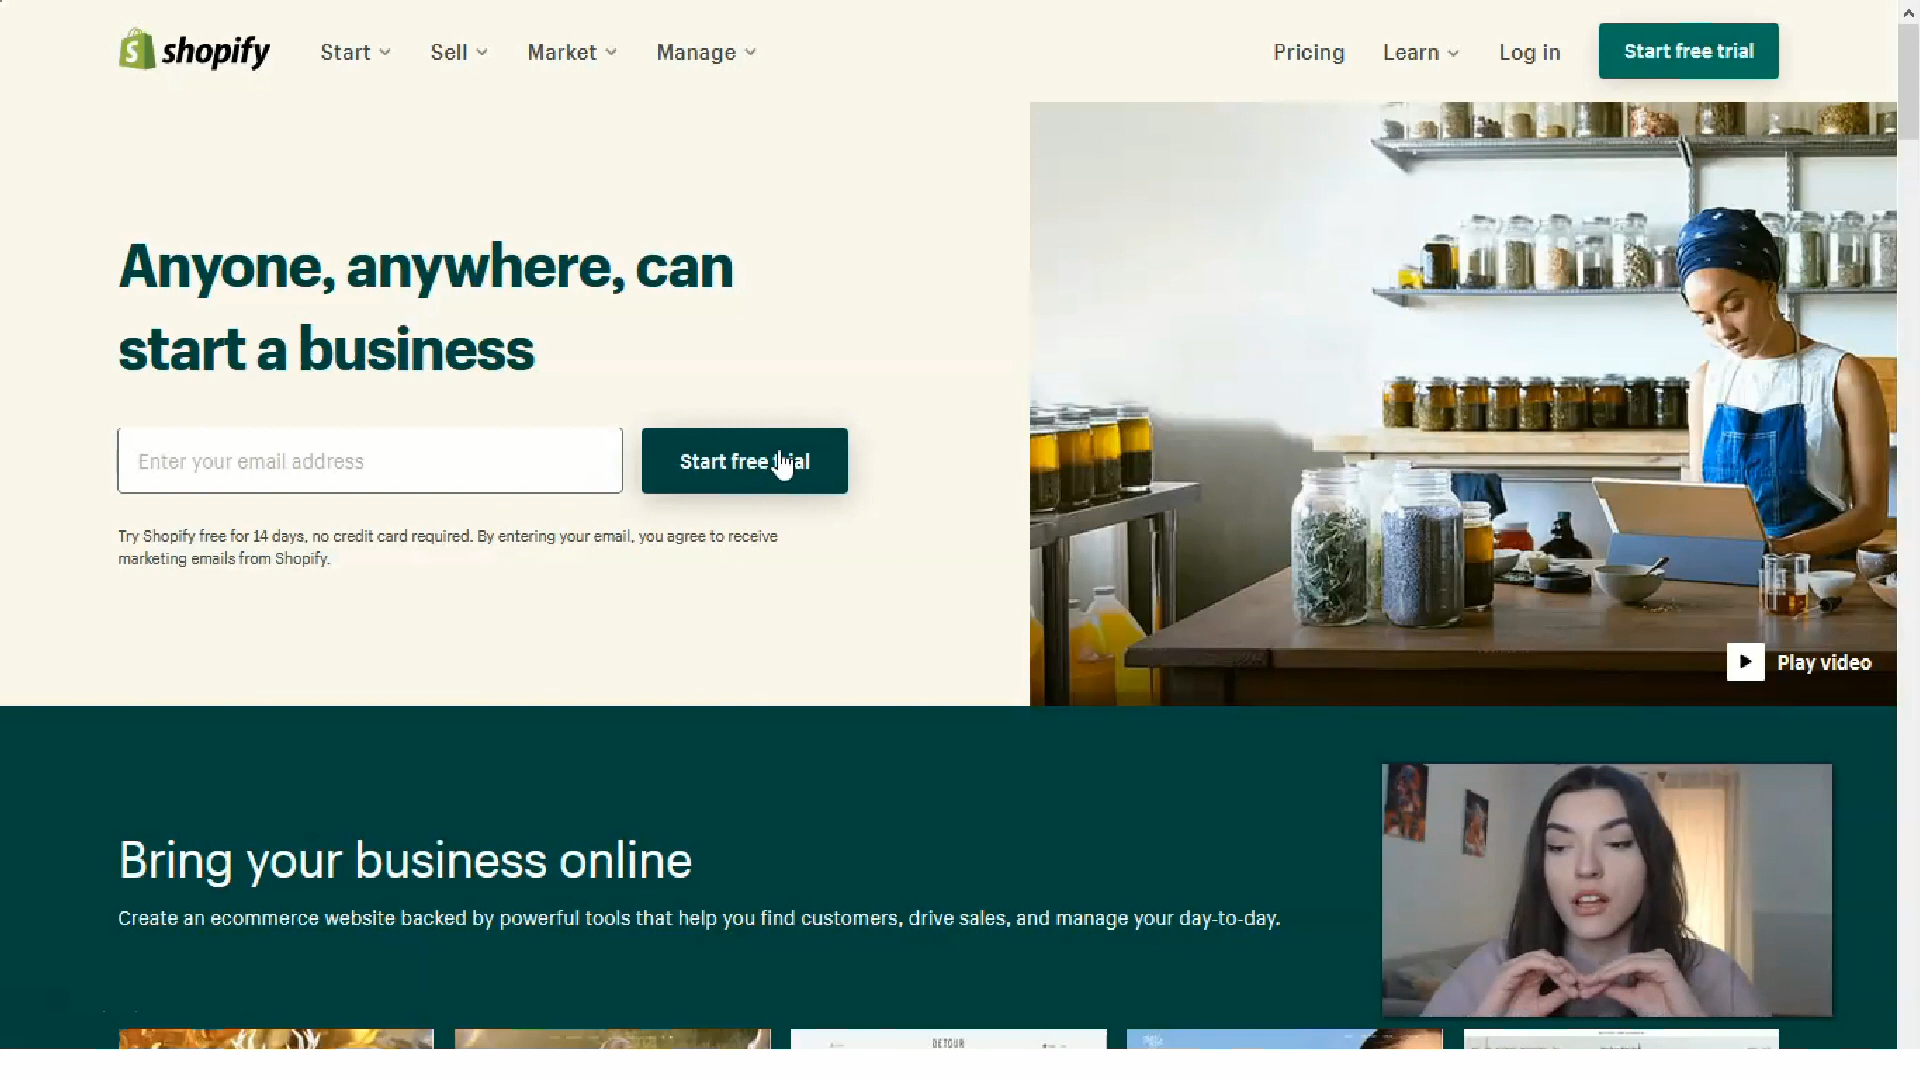 shopify
Start
Sell
Market
Manage
Pricing
Learn
Log in
Start free trial
Anyone, anywhere, can
start a business
Enter your email address
Start free trial
Try Shopify free for 14 days, no credit card required. By entering your email, you agree to receive
marketing emails from Shopify.
Play video
Bring your business online
Create an ecommerce website backed by powerful tools that help you find customers, drive sales, and manage your day-to-day.
DETOUR